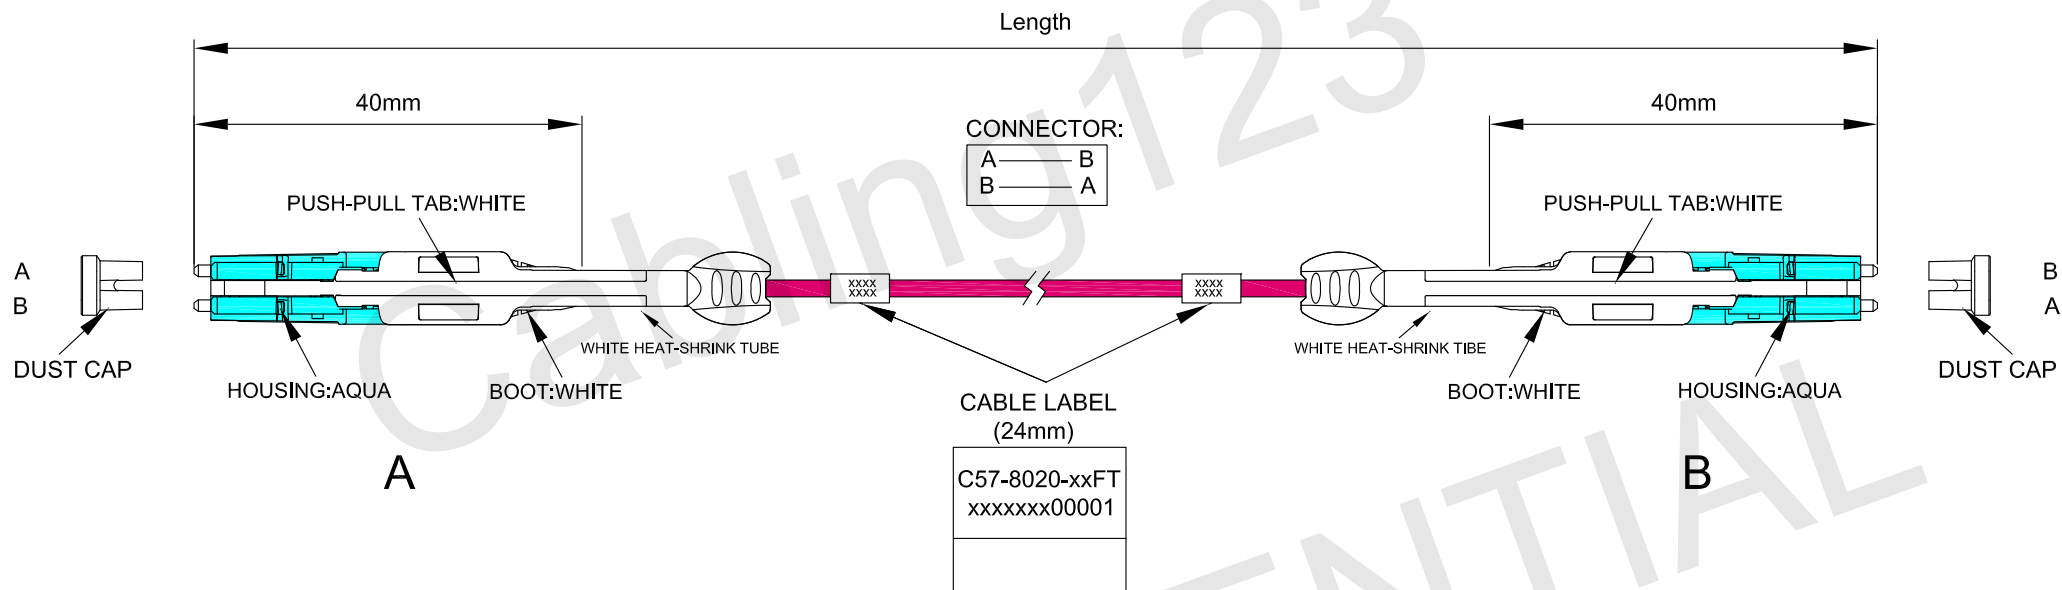 Length
40mm
40mm
CONNECTOR:
A B
B A
PUSH-PULL TAB:WHITE
PUSH-PULL TAB:WHITE
A
B
B
A
DUST CAP
WHITE HEAT-SHRINK TUBE
WHITE HEAT-SHRINK TIBE
DUST CAP
HOUSING:AQUA
BOOT:WHITE
BOOT:WHITE
HOUSING:AQUA
XXXX
XXXX
XXXX
XXXX
CABLE LABEL
(24mm)
A
B
C57-8020-xxFT
xxxxxxx00001
Cabling123
ENTIAL